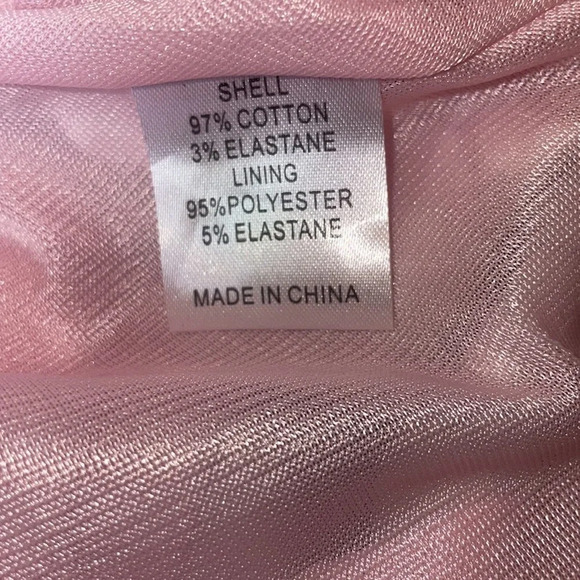 SHELL
97% COTTON
3% ELASTANE
LINING
95%POLYESTER
5% ELASTANE
MADE IN CHINA